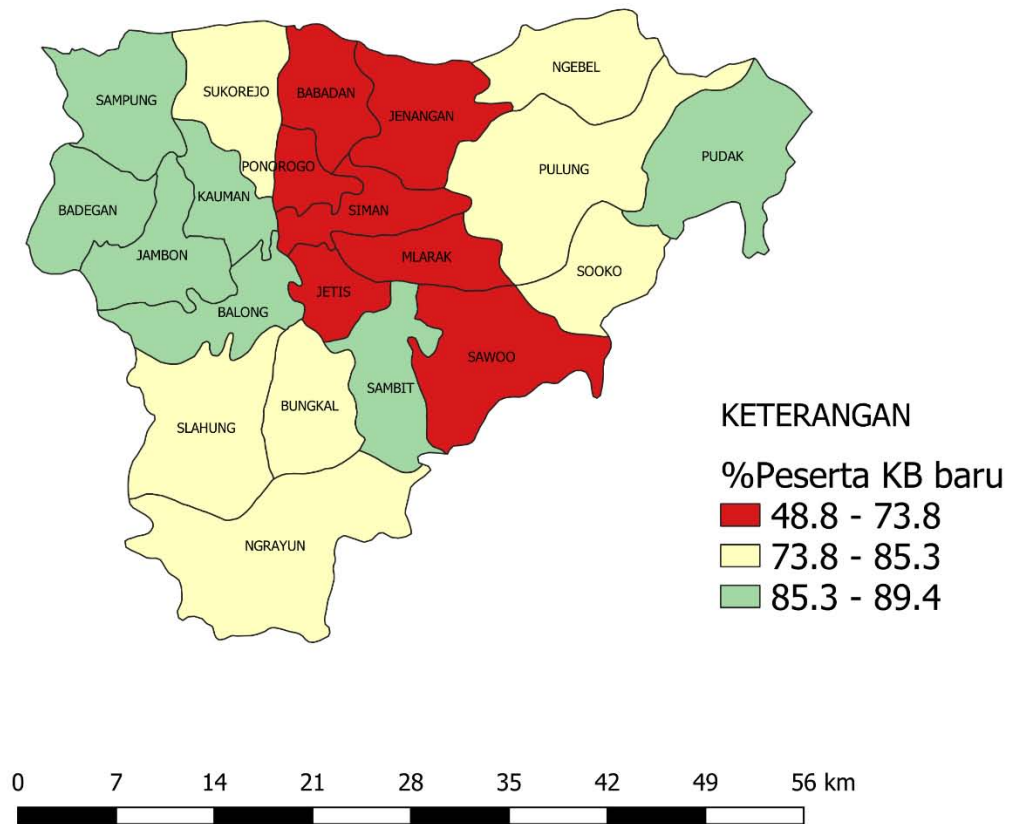 NGEBEL
SAMPUNG
SUKOREJO
BABADAN
JENANGAN
PONOROGO
PULUNG
PUDAK
KAUMAN
BADEGAN
SIMAN
JAMBON
MLARAK
SOOKO
JETIS
BALONG
SAWOO
SAMBIT
BUNGKAL
SLAHUNG
NGRAYUN
KETERANGAN
%Peserta KB baru
48.8 - 73.8
73.8 - 85.3
85.3 - 89.4
0 7 14 21 28 35 42 49 56 km